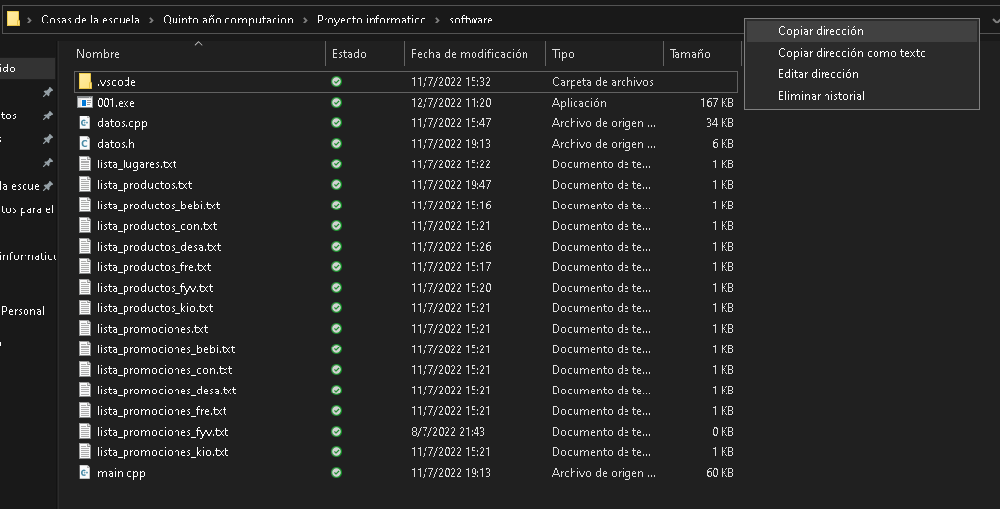 Cosas de la escuela > Quinto año computacion > Proyecto informatico > software
Copiar dirección
Copiar dirección como texto
Editar dirección
Eliminar historial
Nombre Estado Fecha de modificación Tipo Tamaño
ido
tos
la escue
tos para el
informatico
Personal
.vscode 11/7/2022 15:32 Carpeta de archivos
001.exe 12/7/2022 11:20 Aplicación 167 KB
datos.cpp 11/7/2022 15:47 Archivo de origen ... 34 KB
datos.h 11/7/2022 19:13 Archivo de origen ... 6 KB
lista_lugares.txt 11/7/2022 15:22 Documento de te... 1 KB
lista_productos.txt 11/7/2022 19:47 Documento de te... 1 KB
lista_productos_bebi.txt 11/7/2022 15:16 Documento de te... 1 KB
lista_productos_con.txt 11/7/2022 15:21 Documento de te... 1 KB
lista_productos_desa.txt 11/7/2022 15:26 Documento de te... 1 KB
lista_productos_fre.txt 11/7/2022 15:17 Documento de te... 1 KB
lista_productos_fyv.txt 11/7/2022 15:20 Documento de te... 1 KB
lista_productos_kio.txt 11/7/2022 15:21 Documento de te... 1 KB
lista_promociones.txt 11/7/2022 15:21 Documento de te... 1 KB
lista_promociones_bebi.txt 11/7/2022 15:21 Documento de te... 1 KB
lista_promociones_con.txt 11/7/2022 15:21 Documento de te... 1 KB
lista_promociones_desa.txt 11/7/2022 15:21 Documento de te... 1 KB
lista_promociones_fre.txt 11/7/2022 15:21 Documento de te... 1 KB
lista_promociones_fyv.txt 8/7/2022 21:43 Documento de te... 0 KB
lista_promociones_kio.txt 11/7/2022 15:21 Documento de te... 1 KB
main.cpp 11/7/2022 19:13 Archivo de origen ... 60 KB